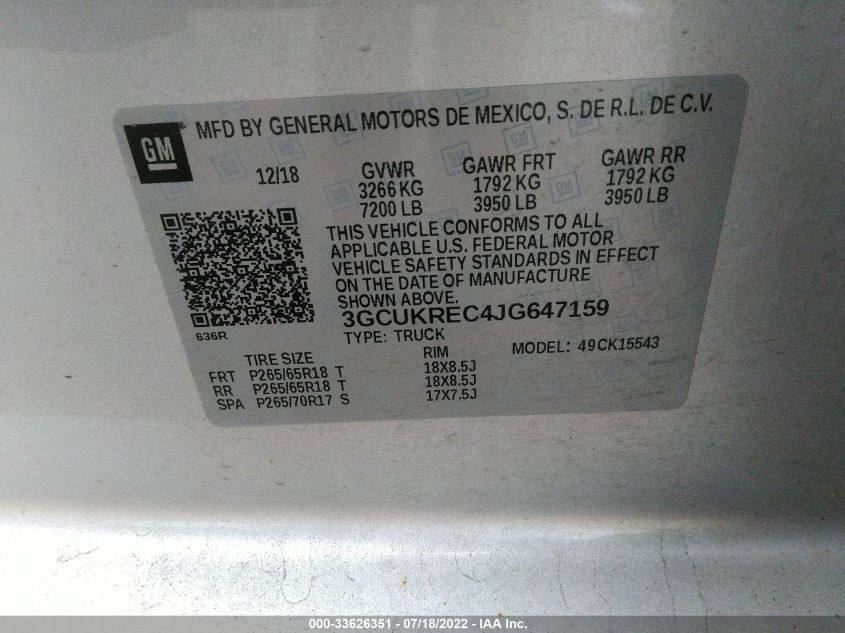 GM
MFD BY GENERAL MOTORS DE MEXICO, S. DE R.L. DE C.V.
12/18 GVWR GAWR FRT GAWR RR
3266 KG 1792 KG 1792 KG
7200 LB 3950 LB 3950 LB
THIS VEHICLE CONFORMS TO ALL
APPLICABLE U.S. FEDERAL MOTOR
VEHICLE SAFETY STANDARDS IN EFFECT
ON THE DATE OF MANUFACTURE
SHOWN ABOVE.
3GCUKREC4JG647159
636R
TYPE: TRUCK MODEL: 49CK15543
TIRE SIZE RIM
FRT P265/65R18 T 18X8.5J
RR P265/65R18 T 18X8.5J
SPA P265/70R17 S 17X7.5J
000-33626351 - 07/18/2022 - IAA Inc.